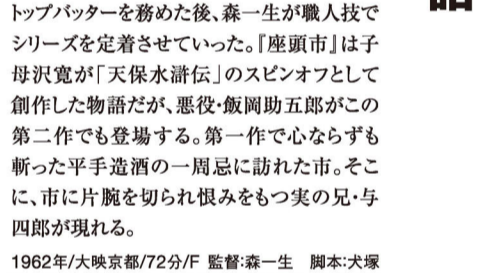 トップバッターを務めた後、森一生が職人技で
シリーズを定着させていった。『座頭市』は子
母沢寛が「天保水滸伝」のスピンオフとして
創作した物語だが、悪役・飯岡助五郎がこの
第二作でも登場する。第一作で心ならずも
斬った平手造酒の一周忌に訪れた市。そこ
に、市に片腕を切られ恨みをもつ実の兄・与
四郎が現れる。
1962年/大映京都/72分/F 監督:森一生　脚本:犬塚